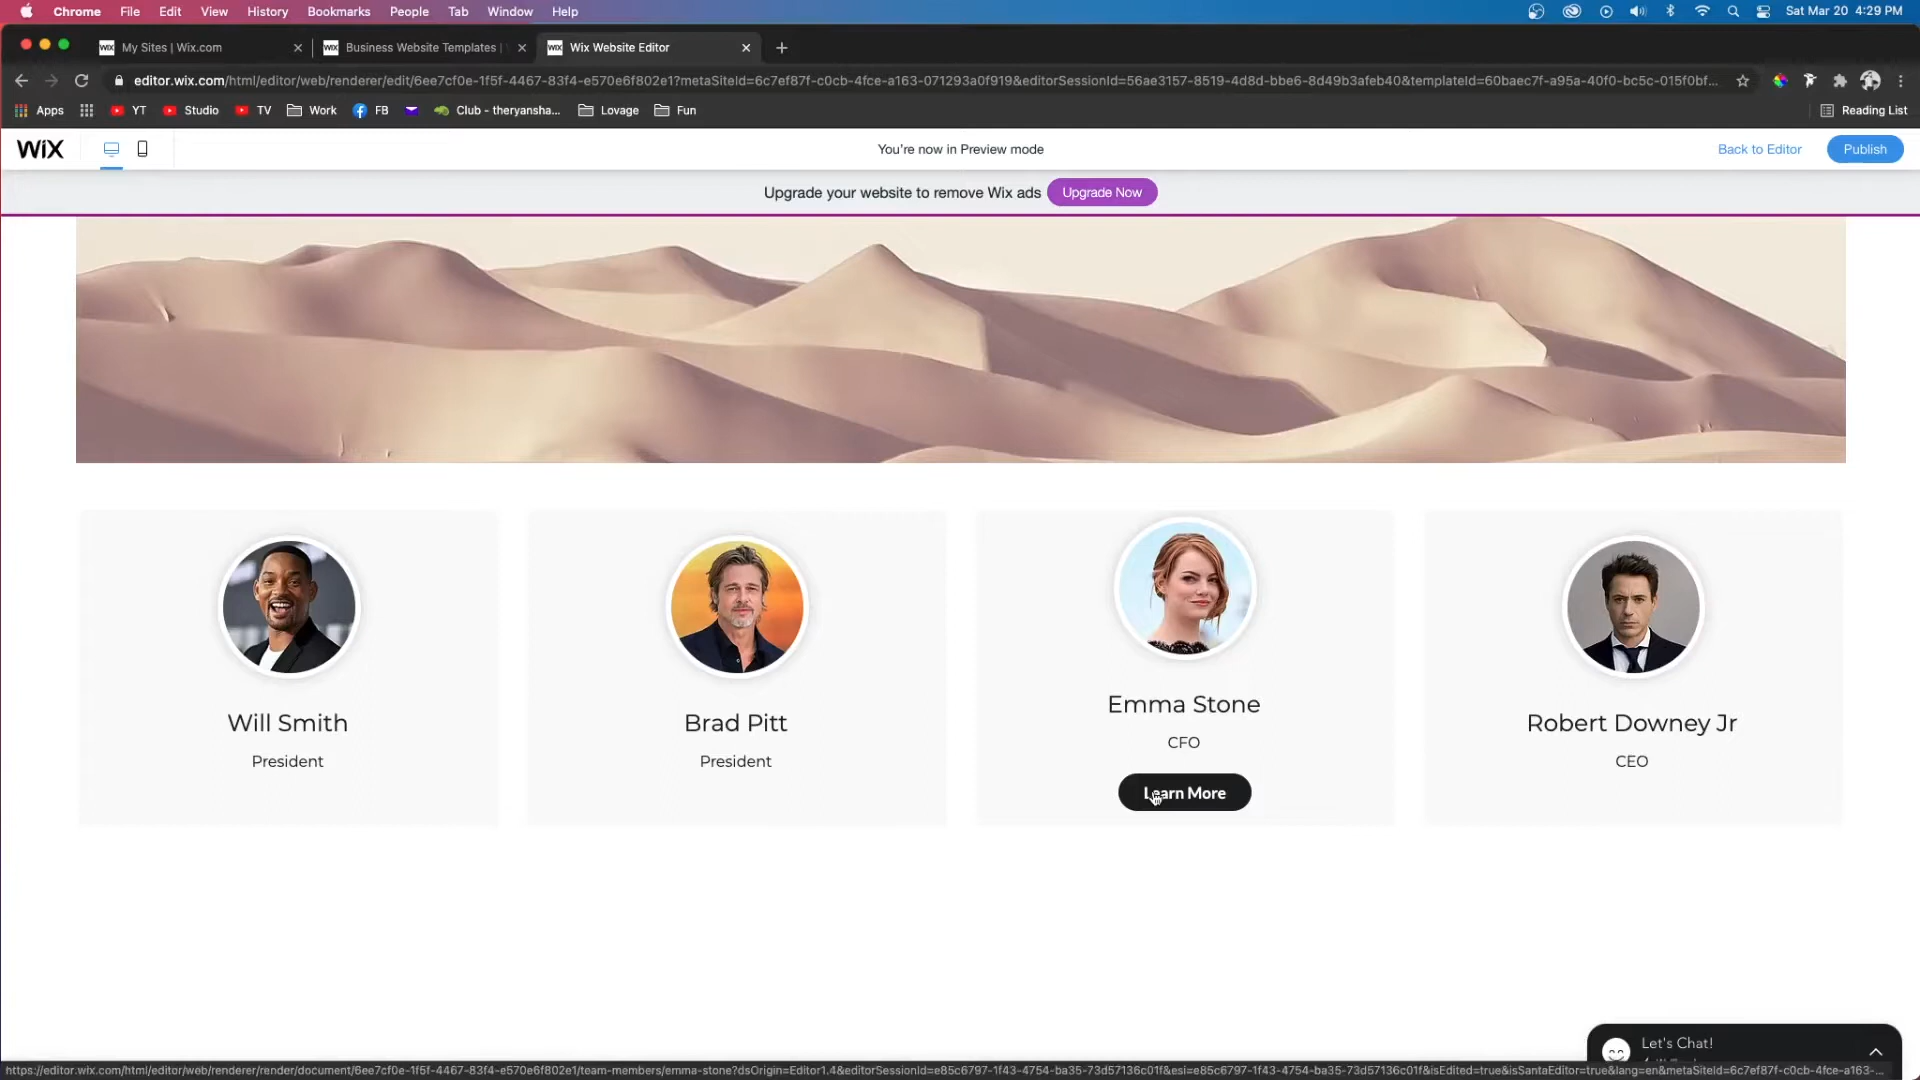 Chrome File Edit View History Bookmarks People Tab Window Help Sat Mar 20 4:29 PM
WiX My Sites | Wix.com WiX Business Website Templates | WiX Wix Website Editor
editor.wix.com/html/editor/web/renderer/edit/6ee7cf0e-1f5f-4467-83f4-e570e6f802e1?metaSiteId=6c7ef87f-c0cb-4fce-a163-071293a0f919&editorSessionId=56ae3157-8519-4d8d-bbe6-8d49b3afeb40&templateId=60baec7f-a95a-40f0-bc5c-015f0bf...
Apps YT Studio TV Work FB Club - theryansha... Lovage Fun Reading List
WiX You're now in Preview mode Back to Editor Publish
Upgrade your website to remove Wix ads Upgrade Now
Will Smith
President
Brad Pitt
President
Emma Stone
CFO
Learn More
Robert Downey Jr
CEO
Let's Chat!
https://editor.wix.com/html/editor/web/renderer/render/document/6ee7cf0e-1f5f-4467-83f4-e570e6f802e1/team-members/emma-stone?dsOrigin=Editor1.4&editorSessionId=e85c6797-1f43-4754-ba35-73d57136c01f&esi=e85c6797-1f43-4754-ba35-73d57136c01f&isEdited=true&isSantaEditor=true&lang=en&metaSiteId=6c7ef87f-c0cb-4fce-a163-...